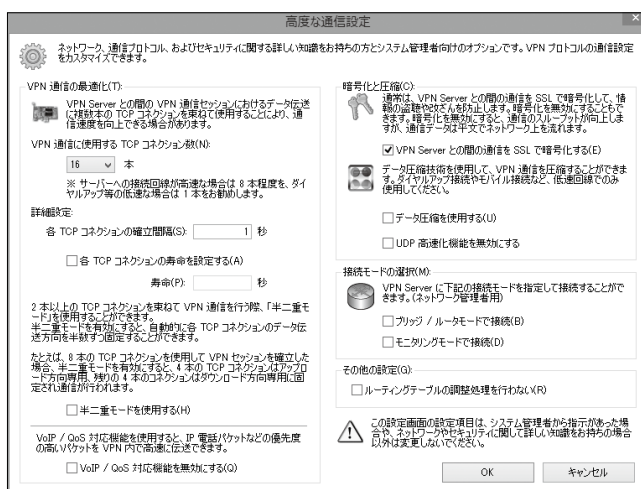 高度な通信設定
ネットワーク、通信プロトコル、およびセキュリティに関する詳しい知識をお持ちの方とシステム管理者向けのオプションです。VPN プロトコルの通信設定
をカスタマイズできます。
VPN 通信の最適化(T):
VPN Server との間の VPN 通信セッションにおけるデータ伝送
に複数本の TCP コネクションを束ねて使用することにより、通
信速度を向上できる場合があります。
VPN 通信に使用する TCP コネクション数(N):
16 本
※ サーバーへの接続回線が高速な場合は 8 本程度を、ダイ
ヤルアップ等の低速な場合は 1 本をお勧めします。
詳細設定:
各 TCP コネクションの確立間隔(S): 1 秒
各 TCP コネクションの寿命を設定する(A)
寿命(P): 秒
2 本以上の TCP コネクションを束ねて VPN 通信を行う際、「半二重モ
ード」を使用することができます。
半二重モードを有効にすると、自動的に各 TCP コネクションのデータ伝
送方向を半数ずつ固定することができます。
たとえば、8 本の TCP コネクションを使用して VPN セッションを確立した
場合、半二重モードを有効にすると、4 本の TCP コネクションはアップロ
ード方向専用、残りの 4 本のコネクションはダウンロード方向専用に固
定され通信が行われます。
半二重モードを使用する(H)
VoIP / QoS 対応機能を使用すると、IP 電話パケットなどの優先度
の高いパケットを VPN 内で高速に伝送できます。
VoIP / QoS 対応機能を無効にする(Q)
暗号化と圧縮(C):
通常は、VPN Server との間の通信を SSL で暗号化して、情
報の盗聴や改ざんを防止します。暗号化を無効にすることもで
きます。暗号化を無効にすると、通信のスループットが向上しま
すが、通信データは平文でネットワーク上を流れます。
VPN Server との間の通信を SSL で暗号化する(E)
データ圧縮技術を使用して、VPN 通信を圧縮することができま
す。ダイヤルアップ接続やモバイル接続など、低速回線でのみ
使用してください。
データ圧縮を使用する(U)
UDP 高速化機能を無効にする
接続モードの選択(M):
VPN Server に下記の接続モードを指定して接続することがで
きます。(ネットワーク管理者用)
ブリッジ / ルータモードで接続(B)
モニタリングモードで接続(D)
その他の設定(G):
ルーティングテーブルの調整処理を行わない(R)
この設定画面の設定項目は、システム管理者から指示があった場
合や、ネットワークやセキュリティに関して詳しい知識をお持ちの場合
以外は変更しないでください。
OK キャンセル